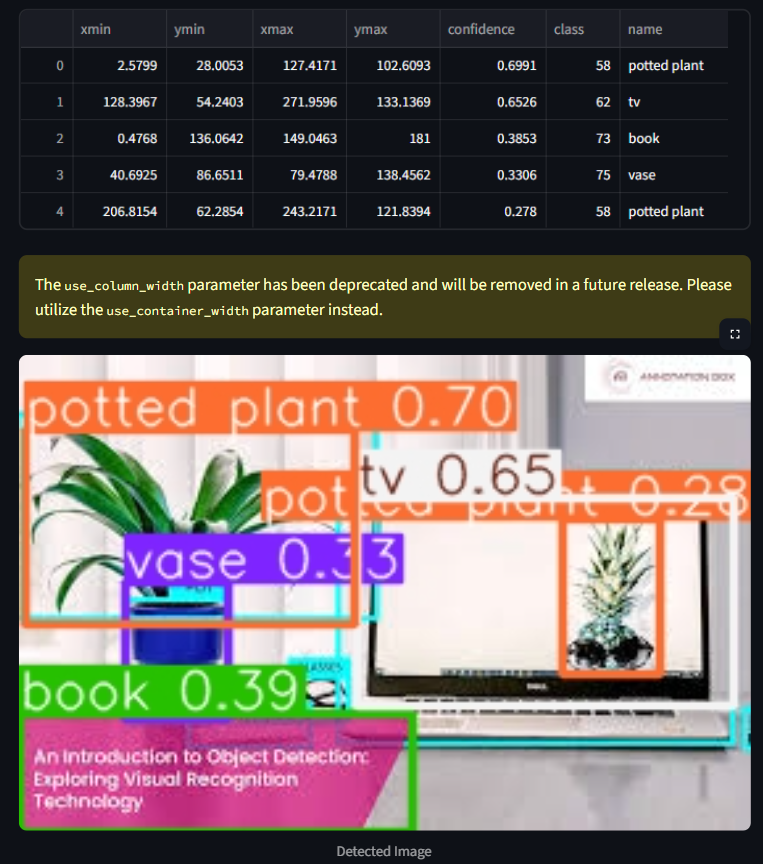 xmin ymin xmax ymax confidence class name
0 2.5799 28.0053 127.4171 102.6093 0.6991 58 potted plant
1 128.3967 54.2403 271.9596 133.1369 0.6526 62 tv
2 0.4768 136.0642 149.0463 181 0.3853 73 book
3 40.6925 86.6511 79.4788 138.4562 0.3306 75 vase
4 206.8154 62.2854 243.2171 121.8394 0.278 58 potted plant
The use_column_width parameter has been deprecated and will be removed in a future release. Please
utilize the use_container_width parameter instead.
ANNOTATION BOX
potted plant 0.70
tv 0.65
potted plant 0.28
vase 0.33
DELL
book 0.39
An Introduction to Object Detection:
Exploring Visual Recognition
Technology
Detected Image